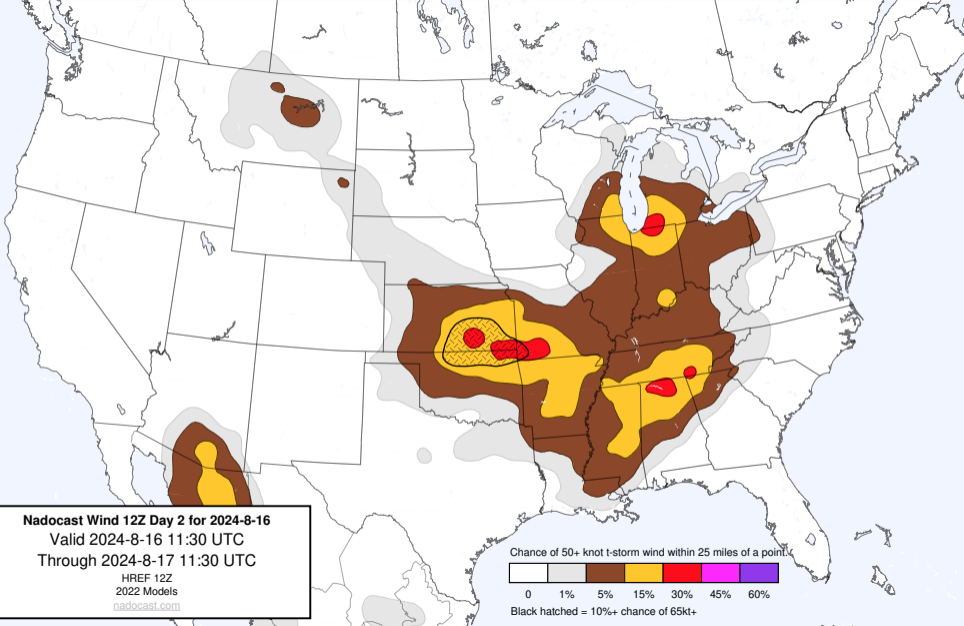 Nadocast Wind 12Z Day 2 for 2024-8-16
Valid 2024-8-16 11:30 UTC
Through 2024-8-17 11:30 UTC
HREF 12Z
2022 Models
nadocast.com
Chance of 50+ knot t-storm wind within 25 miles of a point.
0 1% 5% 15% 30% 45% 60%
Black hatched = 10%+ chance of 65kt+